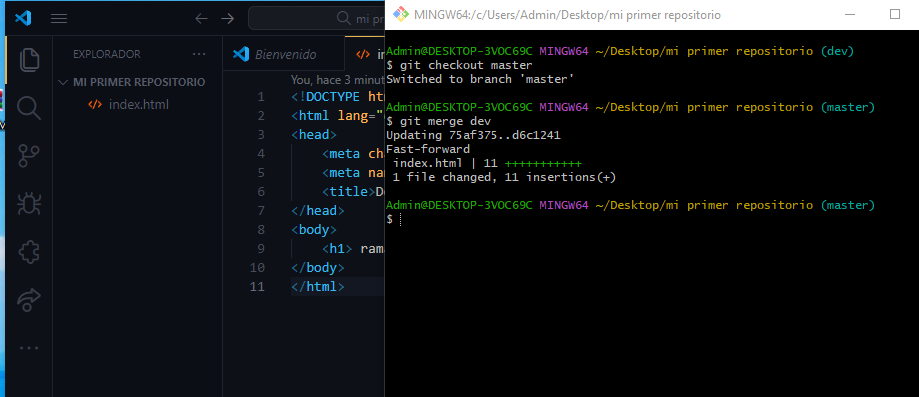 mi p
EXPLORADOR
MI PRIMER REPOSITORIO
index.html
Bienvenido
in
You, hace 3 minut
1 <!DOCTYPE ht
2 <html lang="
3 <head>
4 <meta ch
5 <meta na
6 <title>D
7 </head>
8 <body>
9 <h1> rama
10 </body>
11 </html>
MINGW64:/c/Users/Admin/Desktop/mi primer repositorio
Admin@DESKTOP-3VOC69C MINGW64 ~/Desktop/mi primer repositorio (dev)
$ git checkout master
Switched to branch 'master'
Admin@DESKTOP-3VOC69C MINGW64 ~/Desktop/mi primer repositorio (master)
$ git merge dev
Updating 75af375..d6c1241
Fast-forward
index.html | 11 +++++++++++
1 file changed, 11 insertions(+)
Admin@DESKTOP-3VOC69C MINGW64 ~/Desktop/mi primer repositorio (master)
$